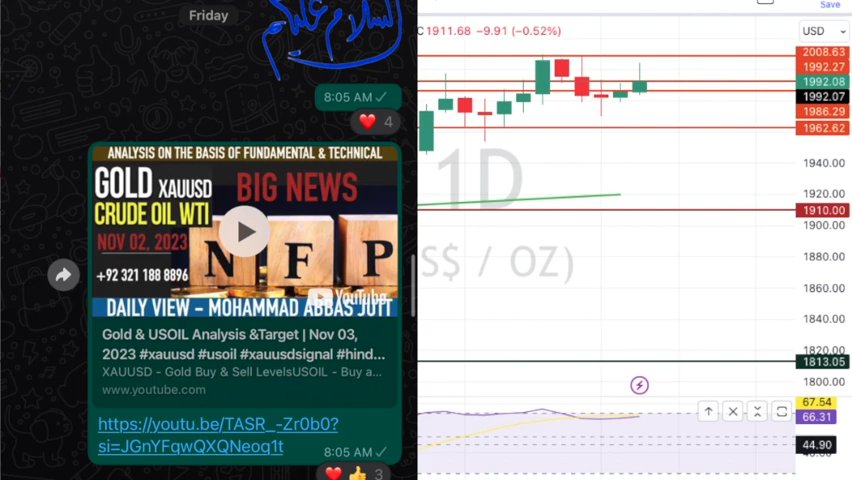 Friday
السلام علیکم
8:05 AM
4
ANALYSIS ON THE BASIS OF FUNDAMENTAL & TECHNICAL
GOLD XAUUSD
BIG NEWS
CRUDE OIL WTI
NOV 02, 2023
+92 321 188 8896
N F P
YouTube
DAILY VIEW - MOHAMMAD ABBAS JUTT
Gold & USOIL Analysis &Target | Nov 03,
2023 #xauusd #usoil #xauusdsignal #hind...
XAUUSD - Gold Buy & Sell LevelsUSOIL - Buy a...
www.youtube.com
https://youtu.be/TASR_-Zr0b0?
si=JGnYFqwQXQNeoq1t
8:05 AM
3
Save
C1911.68 -9.91 (-0.52%)
USD
2008.63
1992.27
1992.08
1992.07
1986.29
1962.62
1940.00
1920.00
1910.00
1900.00
1880.00
1860.00
1840.00
1820.00
1813.05
1800.00
1D
S$ / OZ)
67.54
66.31
44.90